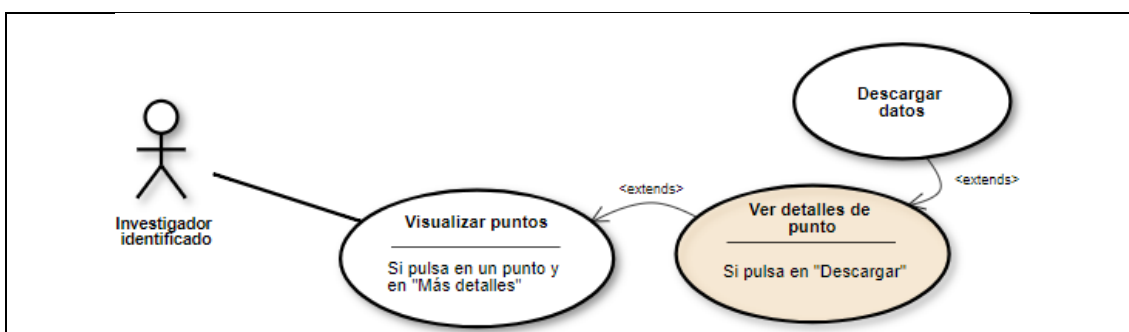 Descargar
datos
<extends>
<extends>
Investigador
identificado
Visualizar puntos
Si pulsa en un punto y
en "Más detalles"
Ver detalles de
punto
Si pulsa en "Descargar"